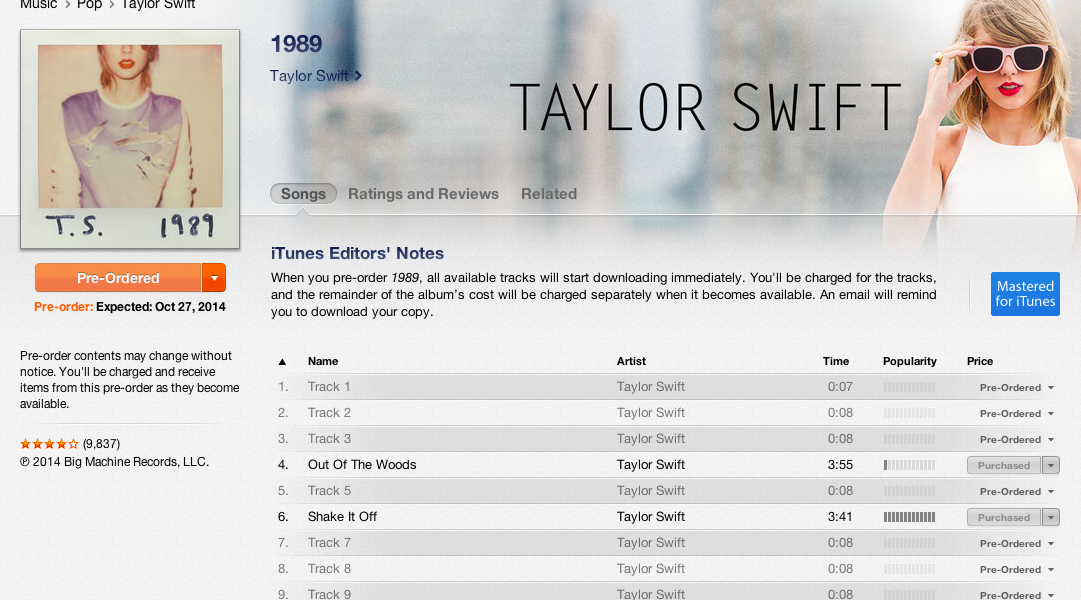 Music > Pop > Taylor Swift
1989
Taylor Swift >
TAYLOR SWIFT
T.S. 1989
Songs Ratings and Reviews Related
Pre-Ordered
Pre-order: Expected: Oct 27, 2014
Pre-order contents may change without
notice. You'll be charged and receive
items from this pre-order as they become
available.
(9,837)
℗ 2014 Big Machine Records, LLC.
iTunes Editors' Notes
When you pre-order 1989, all available tracks will start downloading immediately. You'll be charged for the tracks,
and the remainder of the album's cost will be charged separately when it becomes available. An email will remind
you to download your copy.
Mastered
for iTunes
▲ Name Artist Time Popularity Price
1. Track 1 Taylor Swift 0:07 Pre-Ordered
2. Track 2 Taylor Swift 0:08 Pre-Ordered
3. Track 3 Taylor Swift 0:08 Pre-Ordered
4. Out Of The Woods Taylor Swift 3:55 Purchased
5. Track 5 Taylor Swift 0:08 Pre-Ordered
6. Shake It Off Taylor Swift 3:41 Purchased
7. Track 7 Taylor Swift 0:08 Pre-Ordered
8. Track 8 Taylor Swift 0:08 Pre-Ordered
9. Track 9 Taylor Swift 0:08 Pre-Ordered